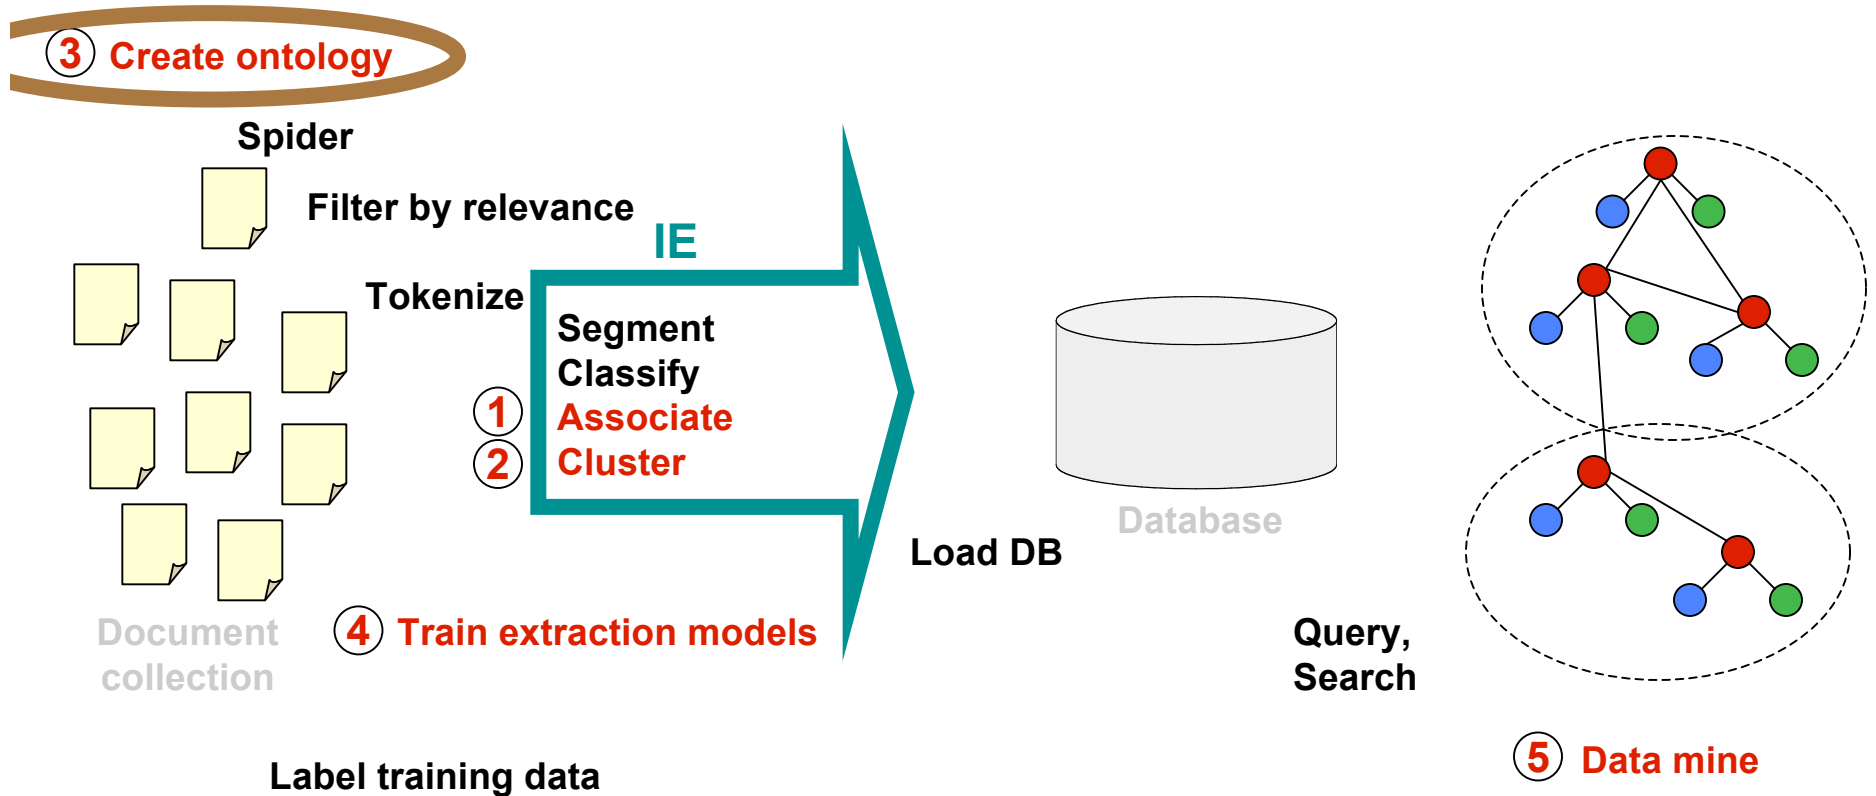 3 Create ontology
Spider
Filter by relevance
IE
Tokenize
Segment
Classify
1 Associate
2 Cluster
Database
Load DB
Document
collection
4 Train extraction models
Query,
Search
5 Data mine
Label training data